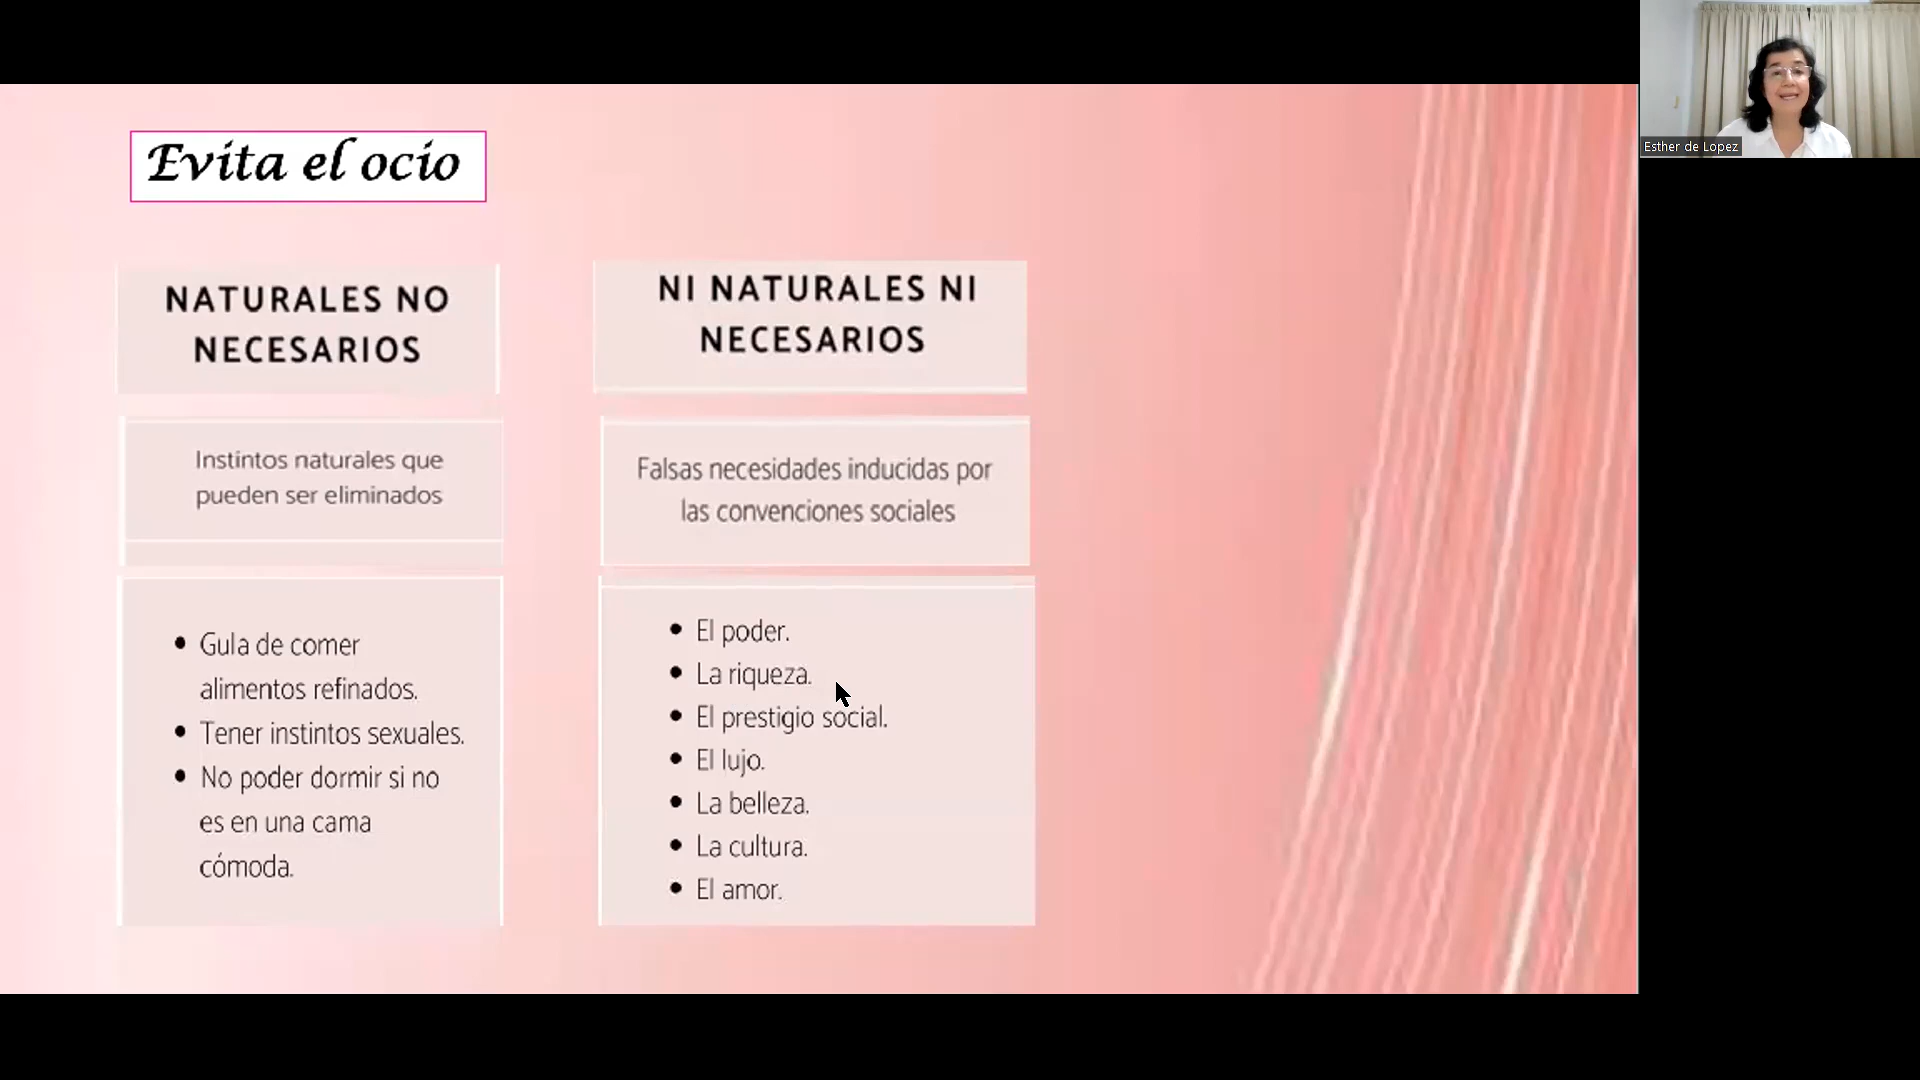 Evita el ocio
NATURALES NO
NECESARIOS
Instintos naturales que
pueden ser eliminados
• Gula de comer
alimentos refinados.
• Tener instintos sexuales.
• No poder dormir si no
es en una cama
cómoda.
NI NATURALES NI
NECESARIOS
Falsas necesidades inducidas por
las convenciones sociales
• El poder.
• La riqueza.
• El prestigio social.
• El lujo.
• La belleza.
• La cultura.
• El amor.
Esther de Lopez